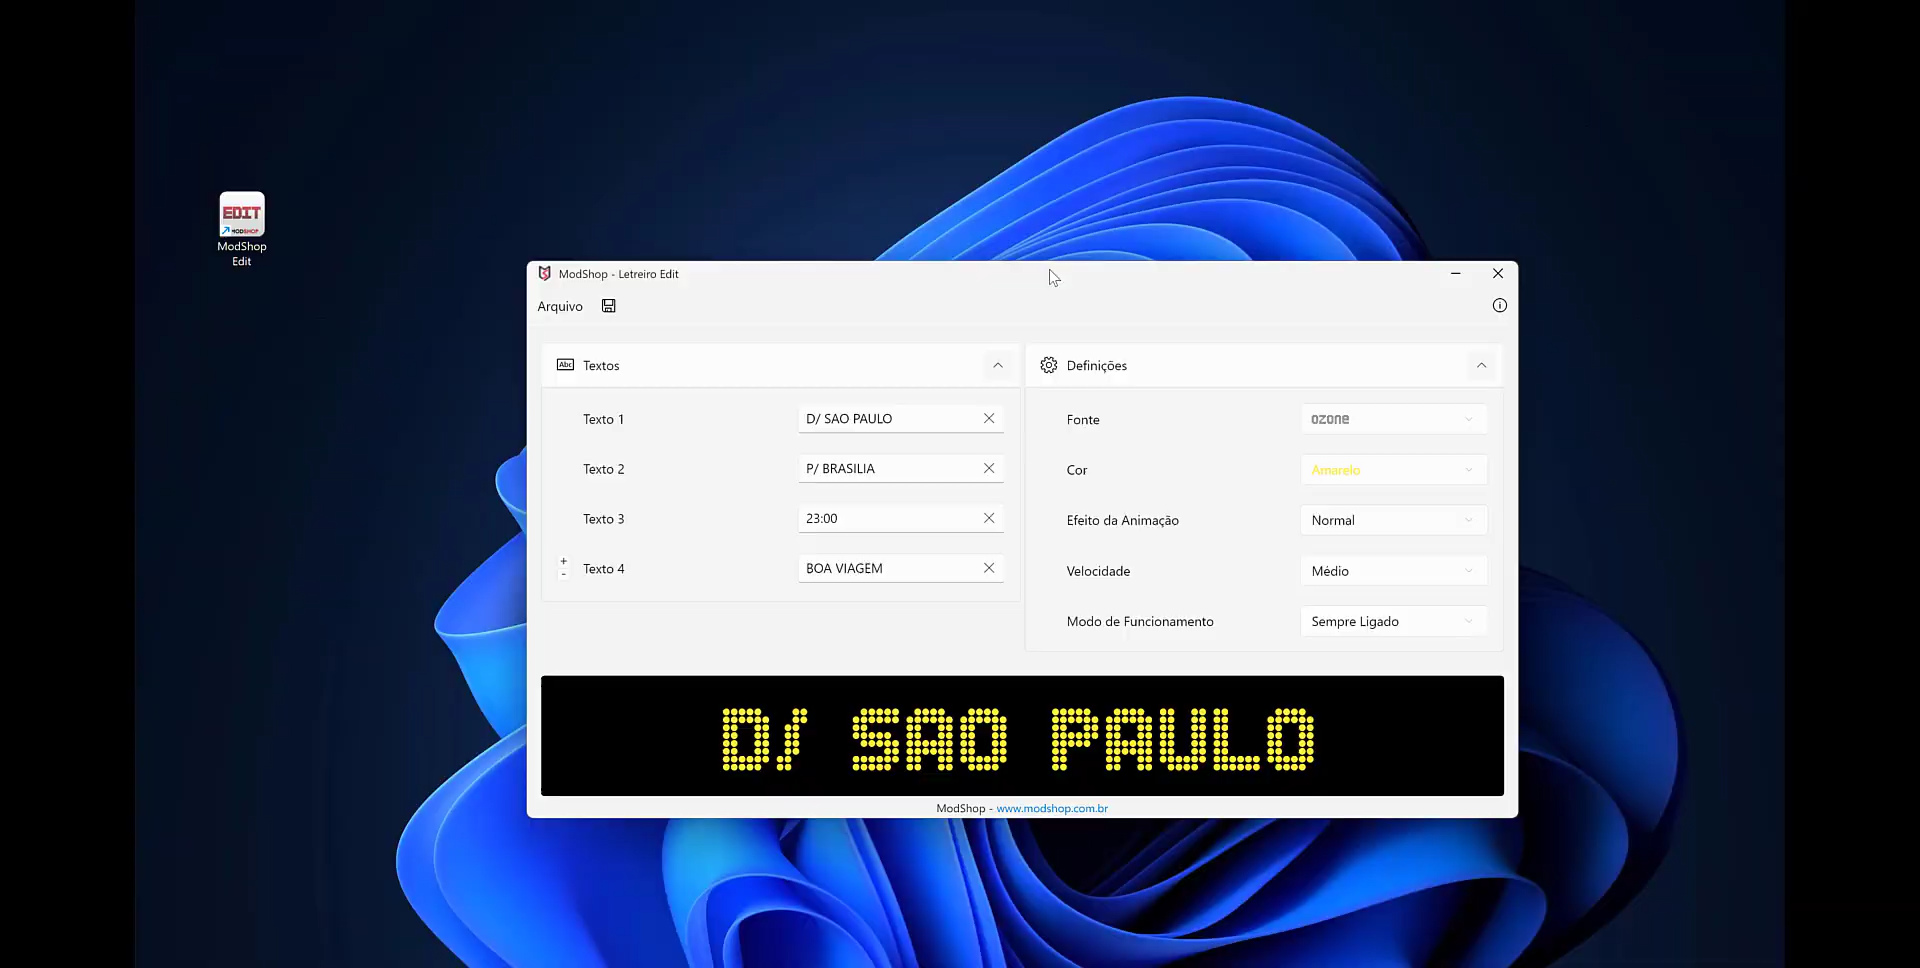 EDIT
MODSHOP
ModShop
Edit
ModShop - Letreiro Edit
Arquivo
Abc Textos
Texto 1 D/ SAO PAULO
Texto 2 P/ BRASILIA
Texto 3 23:00
+
-
Texto 4 BOA VIAGEM
Definições
Fonte ozone
Cor Amarelo
Efeito da Animação Normal
Velocidade Médio
Modo de Funcionamento Sempre Ligado
D/ SAO PAULO
ModShop - www.modshop.com.br